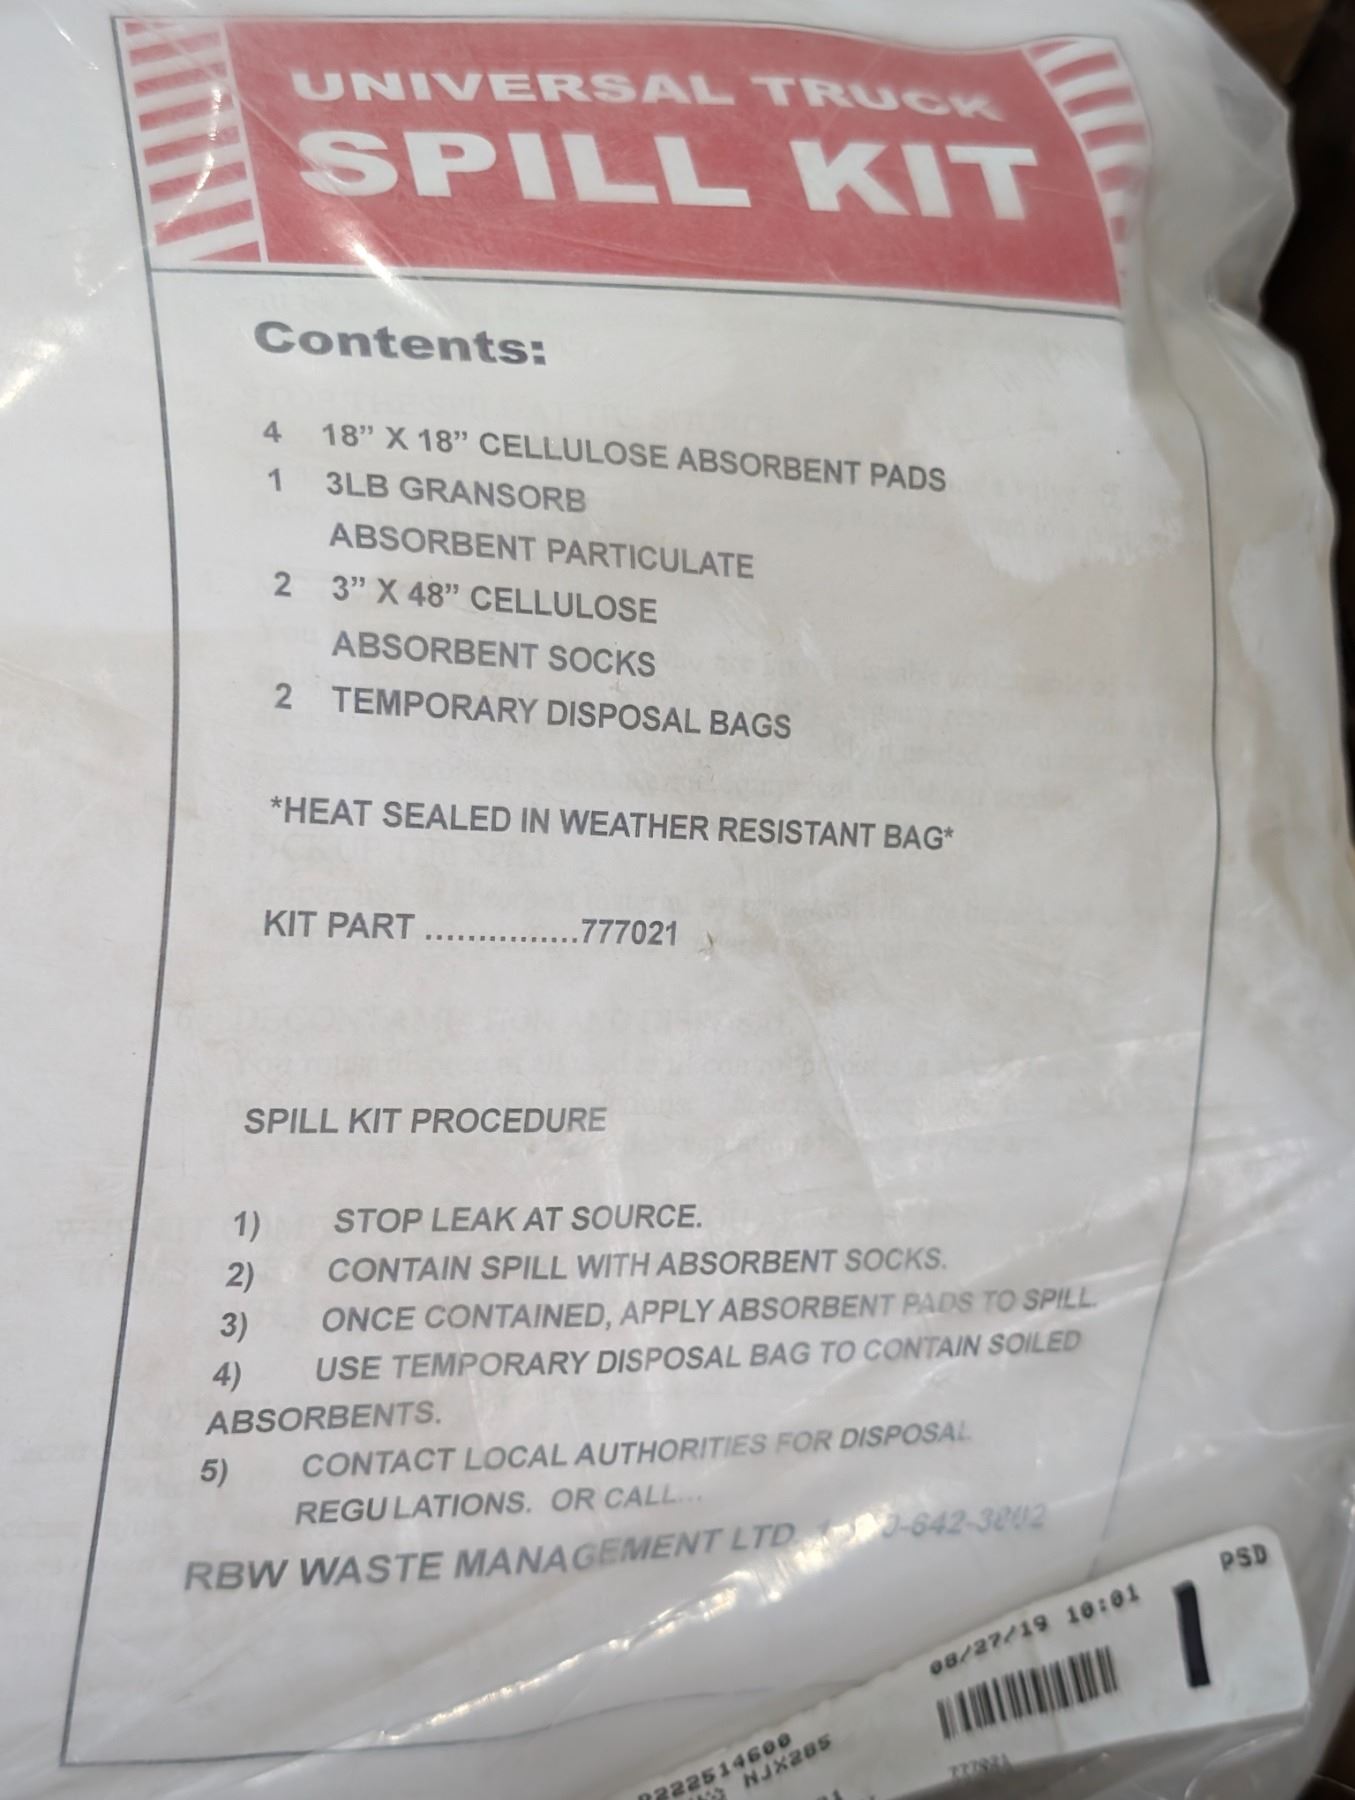 UNIVERSAL TRUCK
SPILL KIT
Contents:
4 18” X 18” CELLULOSE ABSORBENT PADS
1 3LB GRANSORB
ABSORBENT PARTICULATE
2 3” X 48” CELLULOSE
ABSORBENT SOCKS
2 TEMPORARY DISPOSAL BAGS
*HEAT SEALED IN WEATHER RESISTANT BAG*
KIT PART ................777021
SPILL KIT PROCEDURE
1) STOP LEAK AT SOURCE.
2) CONTAIN SPILL WITH ABSORBENT SOCKS.
3) ONCE CONTAINED, APPLY ABSORBENT PADS TO SPILL.
4) USE TEMPORARY DISPOSAL BAG TO CONTAIN SOILED
ABSORBENTS.
5) CONTACT LOCAL AUTHORITIES FOR DISPOSAL
REGULATIONS. OR CALL...
RBW WASTE MANAGEMENT LTD
PSD
08/27/19 10:01
777021
NJX285